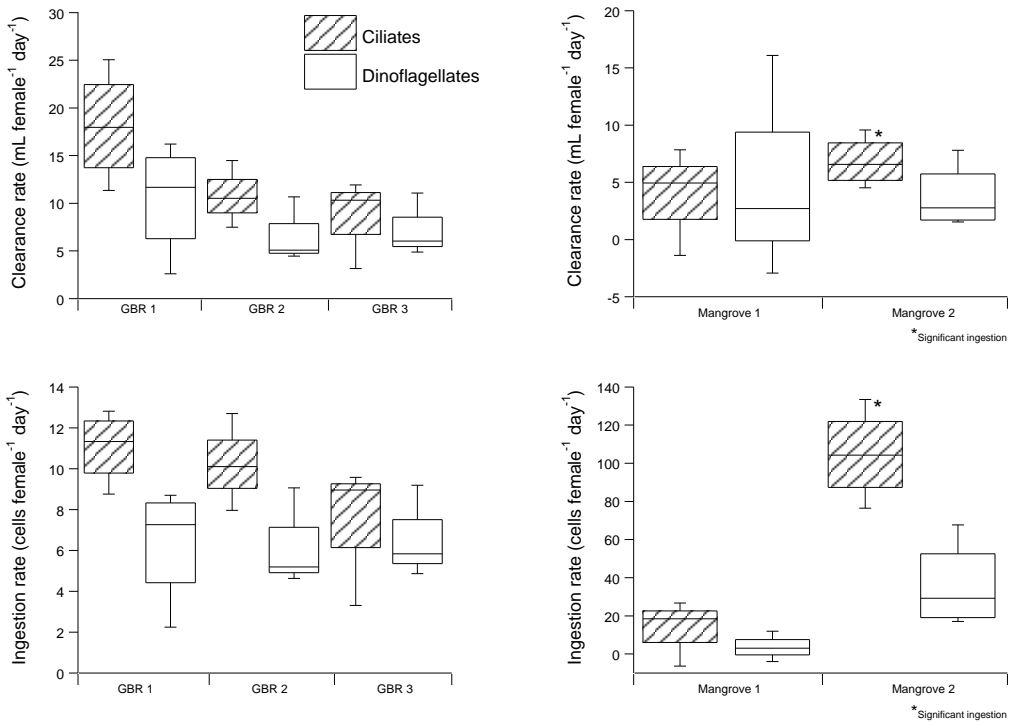 Clearance rate (mL female-1 day-1)
30
25
20
15
10
5
0
Ciliates
Dinoflagellates
GBR 1 GBR 2 GBR 3
Clearance rate (mL female-1 day-1)
20
15
10
5
0
-5
*
Mangrove 1 Mangrove 2
*Significant ingestion
Ingestion rate (cells female-1 day-1)
14
12
10
8
6
4
2
0
GBR 1 GBR 2 GBR 3
Ingestion rate (cells female-1 day-1)
140
120
100
80
60
40
20
0
*
Mangrove 1 Mangrove 2
*Significant ingestion